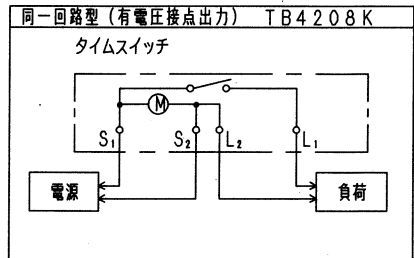 同一回路型（有電圧接点出力） TB4208K
タイムスイッチ
M
S₁ S₂ L₂ L₁
電源 負荷